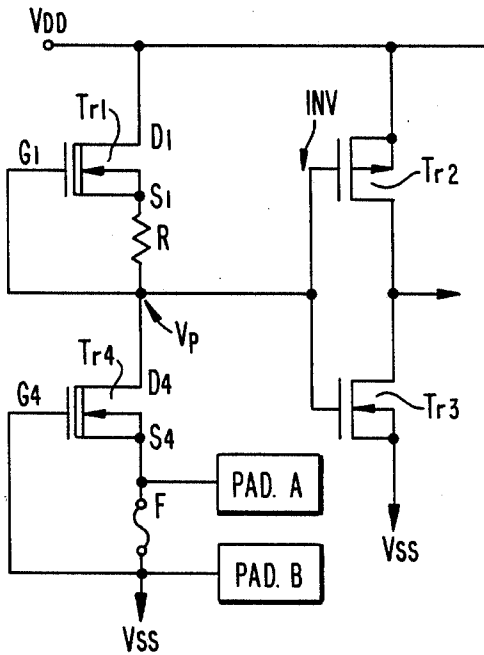 VDD
Tr1
D1
INV
G1
S1
R
Tr2
VP
Tr4
G4
D4
S4
Tr3
F
PAD. A
VSS
PAD. B
VSS